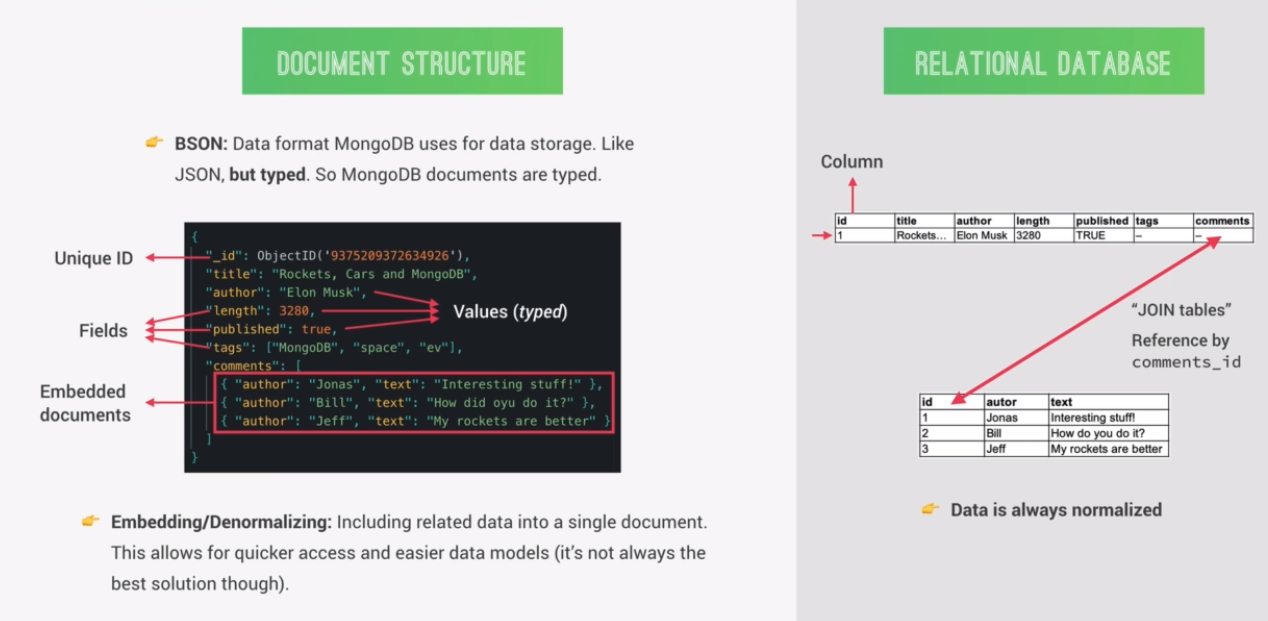 DOCUMENT STRUCTURE
BSON: Data format MongoDB uses for data storage. Like
JSON, but typed. So MongoDB documents are typed.
Unique ID
Fields
Embedded
documents
{
"_id": ObjectID('9375209372634926'),
"title": "Rockets, Cars and MongoDB",
"author": "Elon Musk",
"length": 3280,
"published": true,
"tags": ["MongoDB", "space", "ev"],
"comments": [
{ "author": "Jonas", "text": "Interesting stuff!" },
{ "author": "Bill", "text": "How did oyu do it?" },
{ "author": "Jeff", "text": "My rockets are better" }
]
}
Values (typed)
Embedding/Denormalizing: Including related data into a single document.
This allows for quicker access and easier data models (it's not always the
best solution though).
RELATIONAL DATABASE
Column
id title author length published tags comments
1 Rockets... Elon Musk 3280 TRUE – –
"JOIN tables"
Reference by
comments_id
id autor text
1 Jonas Interesting stuff!
2 Bill How do you do it?
3 Jeff My rockets are better
Data is always normalized